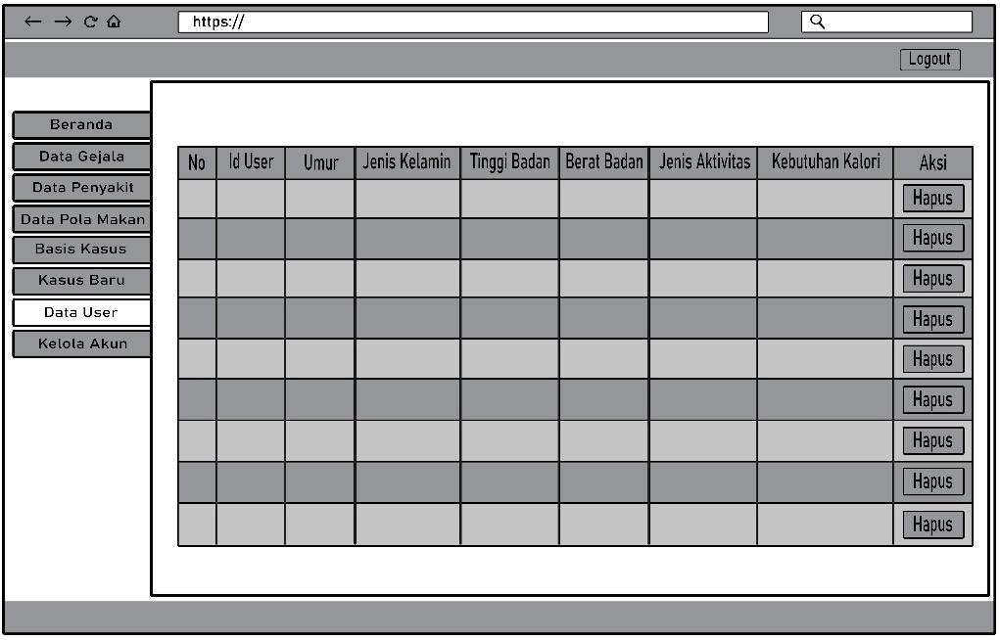 https://
Logout
Beranda
Data Gejala
Data Penyakit
Data Pola Makan
Basis Kasus
Kasus Baru
Data User
Kelola Akun
No Id User Umur Jenis Kelamin Tinggi Badan Berat Badan Jenis Aktivitas Kebutuhan Kalori Aksi
Hapus
Hapus
Hapus
Hapus
Hapus
Hapus
Hapus
Hapus
Hapus